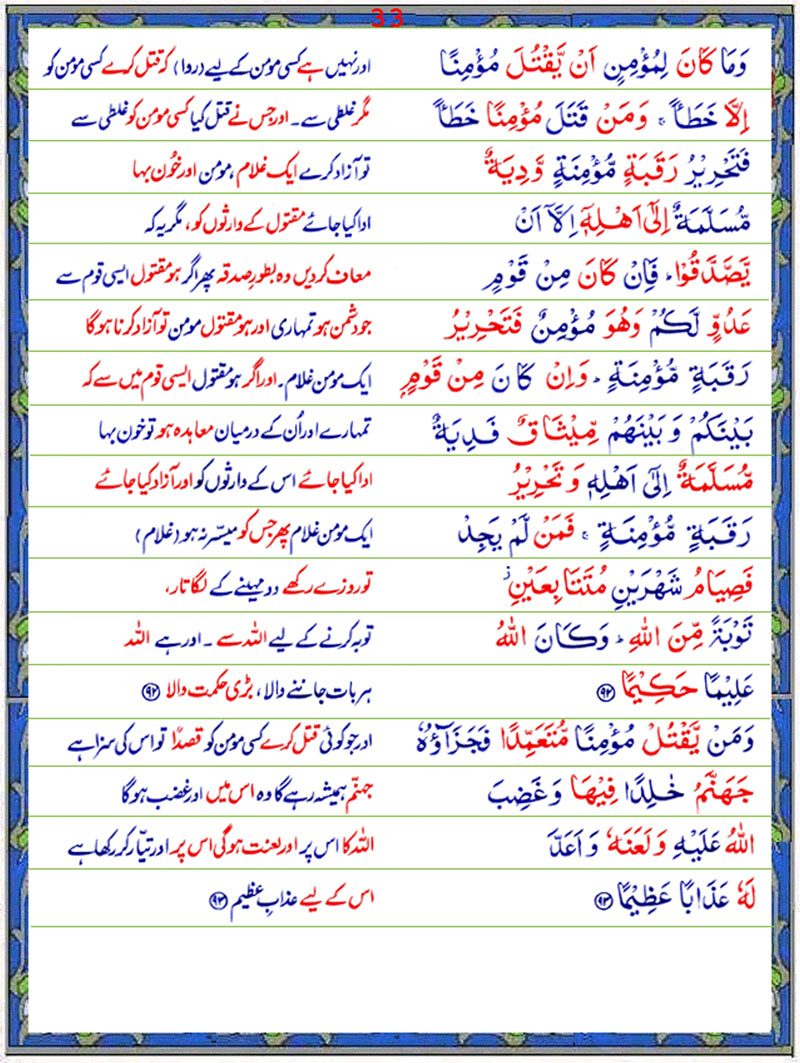 33
وَمَا كَانَ لِمُؤْمِنٍ اَنْ يَّقْتُلَ مُؤْمِنًا اور نہیں ہے کسی مومن کے لیے (روا) کہ قتل کرے کسی مومن کو
اِلَّا خَطَـًٔا ۚ وَمَنْ قَتَلَ مُؤْمِنًا خَطَـًٔا مگر غلطی سے۔ اور جس نے قتل کیا کسی مومن کو غلطی سے
فَتَحْرِيْرُ رَقَبَةٍ مُّؤْمِنَةٍ وَّدِيَةٌ تو آزاد کرے ایک غلام، مومن اور خُون بہا
مُّسَلَّمَةٌ اِلٰٓى اَهْلِهٖٓ اِلَّآ اَنْ ادا کیا جائے مقتول کے وارثوں کو، مگر یہ کہ
يَّصَّدَّقُوْا ؕ فَاِنْ كَانَ مِنْ قَوْمٍ معاف کردیں وہ بطورِ صدقہ پھر اگر ہو مقتول ایسی قوم سے
عَدُوٍّ لَّكُمْ وَهُوَ مُؤْمِنٌ فَتَحْرِيْرُ جو دشمن ہو تمہاری اور ہو مقتول مومن تو آزاد کرنا ہوگا
رَقَبَةٍ مُّؤْمِنَةٍ ؕ وَاِنْ كَانَ مِنْ قَوْمٍۭ ایک مومن غلام۔ اور اگر ہو مقتول ایسی قوم میں سے کہ
بَيْنَكُمْ وَبَيْنَهُمْ مِّيْثَاقٌ فَدِيَةٌ تمہارے اور اُن کے درمیان معاہدہ ہو تو خون بہا
مُّسَلَّمَةٌ اِلٰٓى اَهْلِهٖ وَتَحْرِيْرُ ادا کیا جائے اس کے وارثوں کو اور آزاد کیا جائے
رَقَبَةٍ مُّؤْمِنَةٍ ۚ فَمَنْ لَّمْ يَجِدْ ایک مومن غلام پھر جس کو میسّر نہ ہو (غلام)
فَصِيَامُ شَهْرَيْنِ مُتَتَابِعَيْنِ ؗ تو روزے رکھے دو مہینے کے لگاتار،
تَوْبَةً مِّنَ اللّٰهِ ؕ وَكَانَ اللّٰهُ توبہ کرنے کے لیے اللہ سے۔ اور ہے اللہ
عَلِيْمًا حَكِيْمًا ﴿۹۲﴾ ہر بات جاننے والا، بڑی حکمت والا ﴿۹۲﴾
وَمَنْ يَّقْتُلْ مُؤْمِنًا مُّتَعَمِّدًا فَجَزَآؤُهٗ اور جو کوئی قتل کرے کسی مومن کو قصداً تو اس کی سزا ہے
جَهَنَّمُ خٰلِدًا فِيْهَا وَغَضِبَ جہنّم ہمیشہ رہے گا وہ اس میں اور غضب ہوگا
اللّٰهُ عَلَيْهِ وَلَعَنَهٗ وَاَعَدَّ اللہ کا اس پر اور لعنت ہوگی اس پر اور تیّار کر رکھا ہے
لَهٗ عَذَابًا عَظِيْمًا ﴿۹۳﴾ اس کے لیے عذابِ عظیم ﴿۹۳﴾